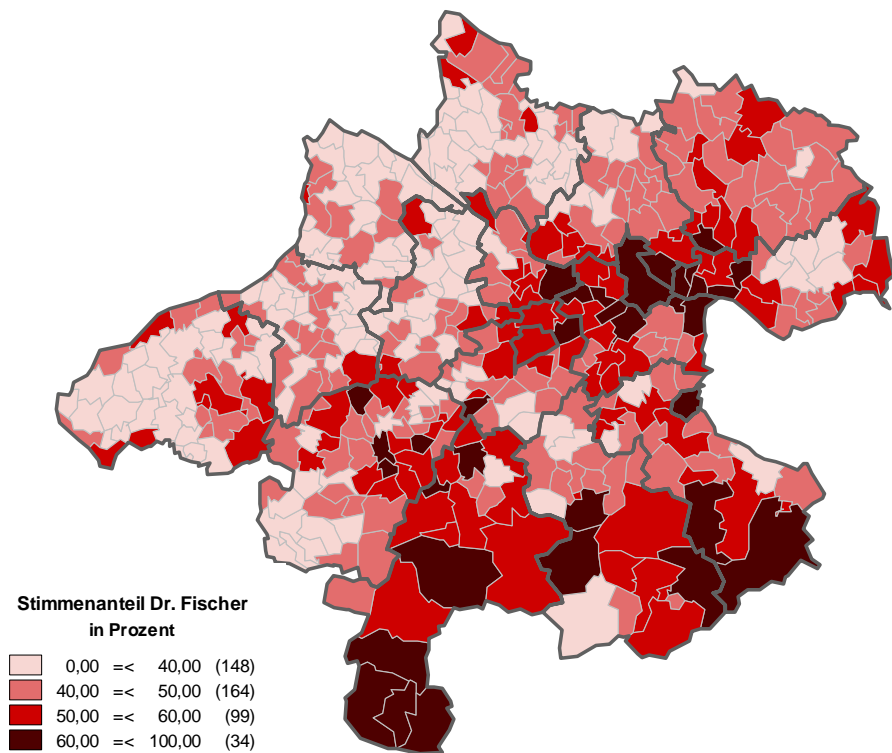 Stimmenanteil Dr. Fischer
in Prozent
0,00 =< 40,00 (148)
40,00 =< 50,00 (164)
50,00 =< 60,00 (99)
60,00 =< 100,00 (34)